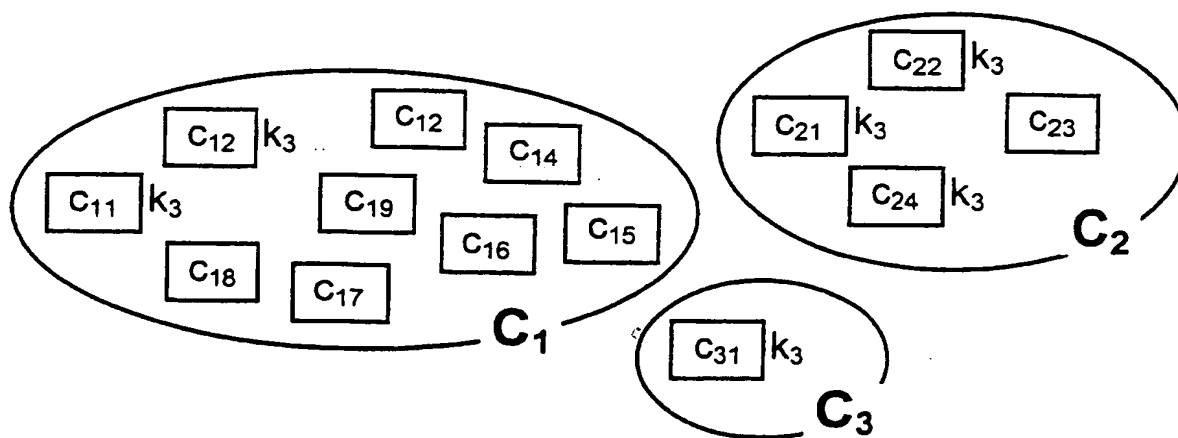 C₂₂ k₃
C₂₁ k₃
C₂₃
C₂₄ k₃
C₂
C₁₂ k₃
C₁₂
C₁₄
C₁₁ k₃
C₁₉
C₁₆
C₁₅
C₁₈
C₁₇
C₁
C₃₁ k₃
C₃